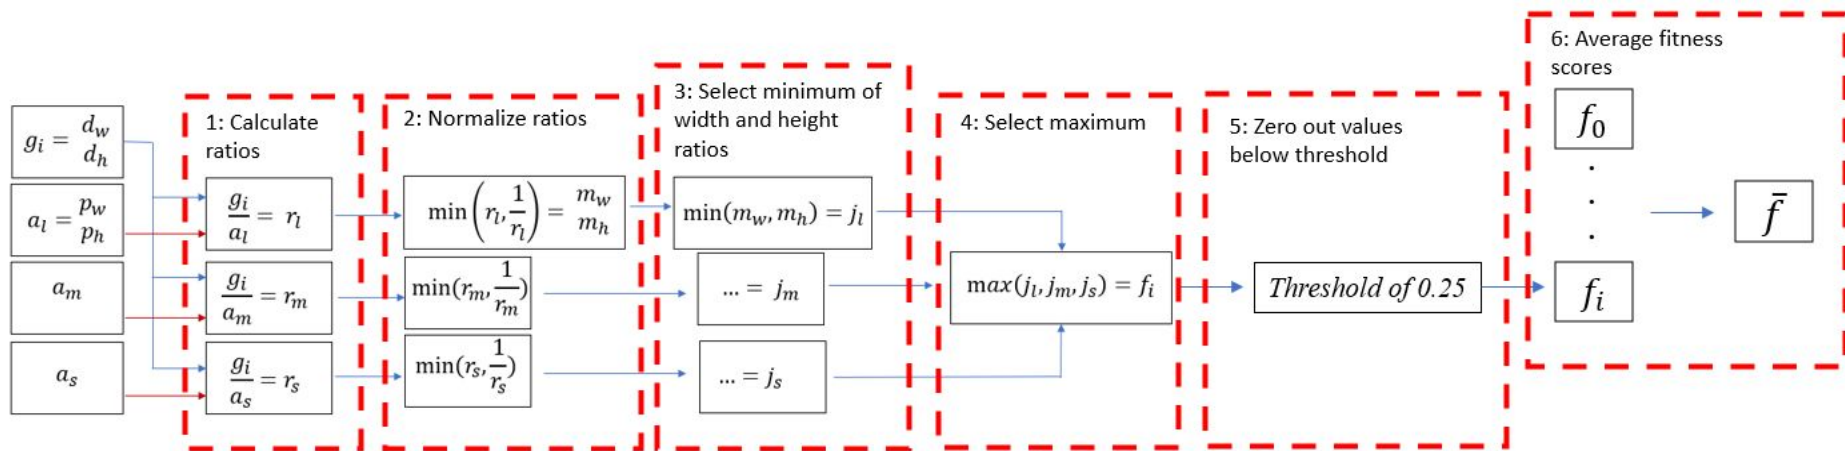 g_i = d_w
d_h
a_l = p_w
p_h
a_m
a_s
1: Calculate
ratios
g_i/a_l = r_l
g_i/a_m = r_m
g_i/a_s = r_s
2: Normalize ratios
min(r_l, 1/r_l) = m_w
m_h
min(r_m, 1/r_m)
min(r_s, 1/r_s)
3: Select minimum of
width and height
ratios
min(m_w, m_h) = j_l
... = j_m
... = j_s
4: Select maximum
max(j_l, j_m, j_s) = f_i
5: Zero out values
below threshold
Threshold of 0.25
6: Average fitness
scores
f_0
.
.
.
f_i
f̄